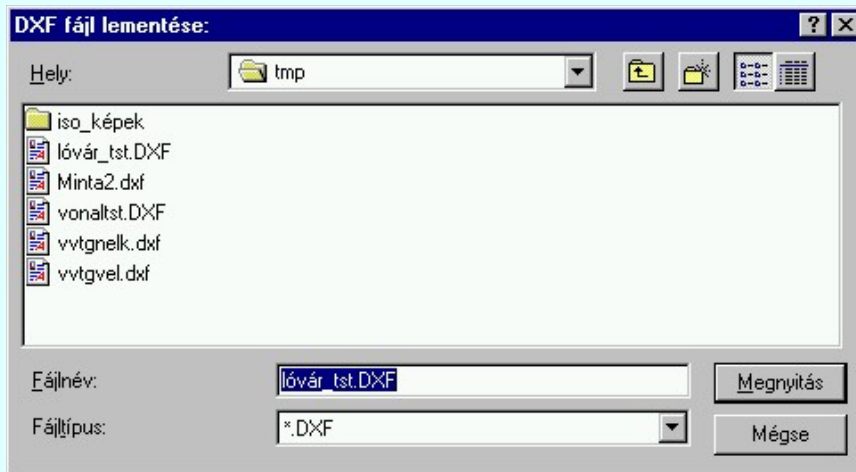 DXF fájl lementése:
Hely: tmp
iso_képek
lóvár_tst.DXF
Minta2.dxf
vonaltst.DXF
vvtgnelk.dxf
vvtgvel.dxf
Fájlnév: lóvár_tst.DXF Megnyitás
Fájltípus: *.DXF Mégse